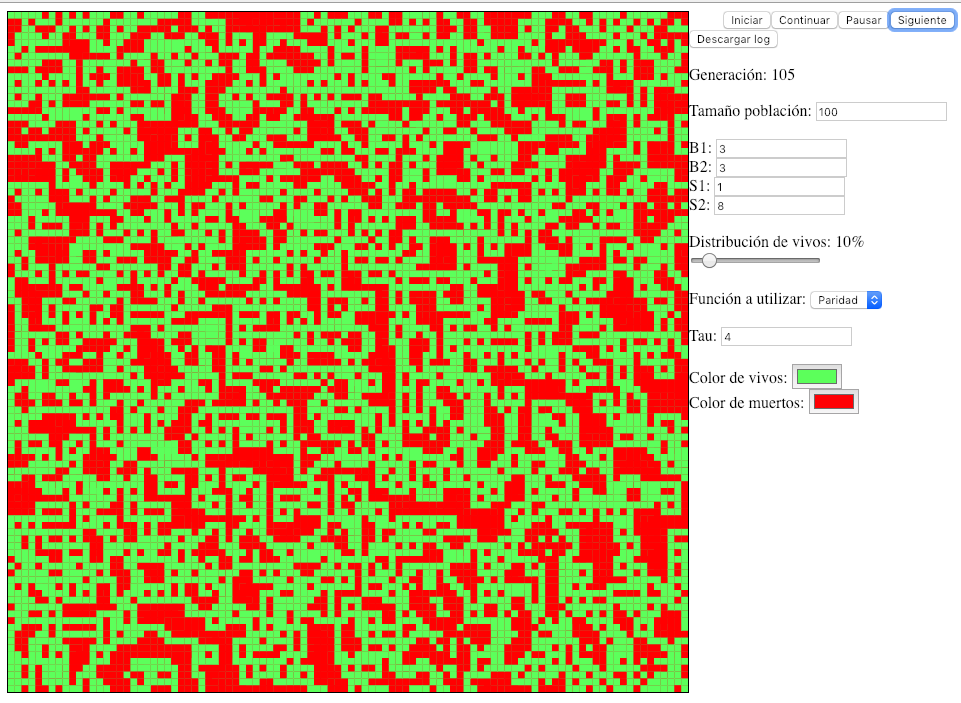 Iniciar Continuar Pausar Siguiente
Descargar log
Generación: 105
Tamaño población: 100
B1: 3
B2: 3
S1: 1
S2: 8
Distribución de vivos: 10%
Función a utilizar: Paridad
Tau: 4
Color de vivos:
Color de muertos: